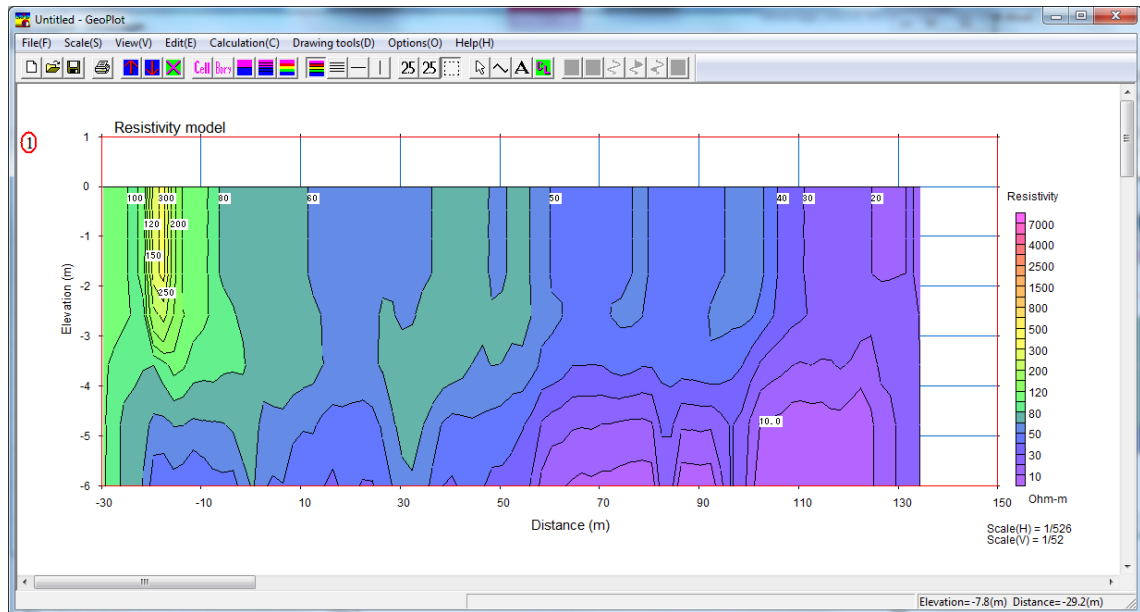 Untitled - GeoPlot
File(F) Scale(S) View(V) Edit(E) Calculation(C) Drawing tools(D) Options(O) Help(H)
Cell Bory 25 25 A CL
1
Resistivity model
Elevation (m)
1
0
-1
-2
-3
-4
-5
-6
100 300 80 60 50 40 30 20
120 200
150
250
10.0
-30 -10 10 30 50 70 90 110 130 150
Distance (m)
Resistivity
7000
4000
2500
1500
800
500
300
200
120
80
50
30
10
Ohm-m
Scale(H) = 1/526
Scale(V) = 1/52
Elevation=-7.8(m) Distance=-29.2(m)